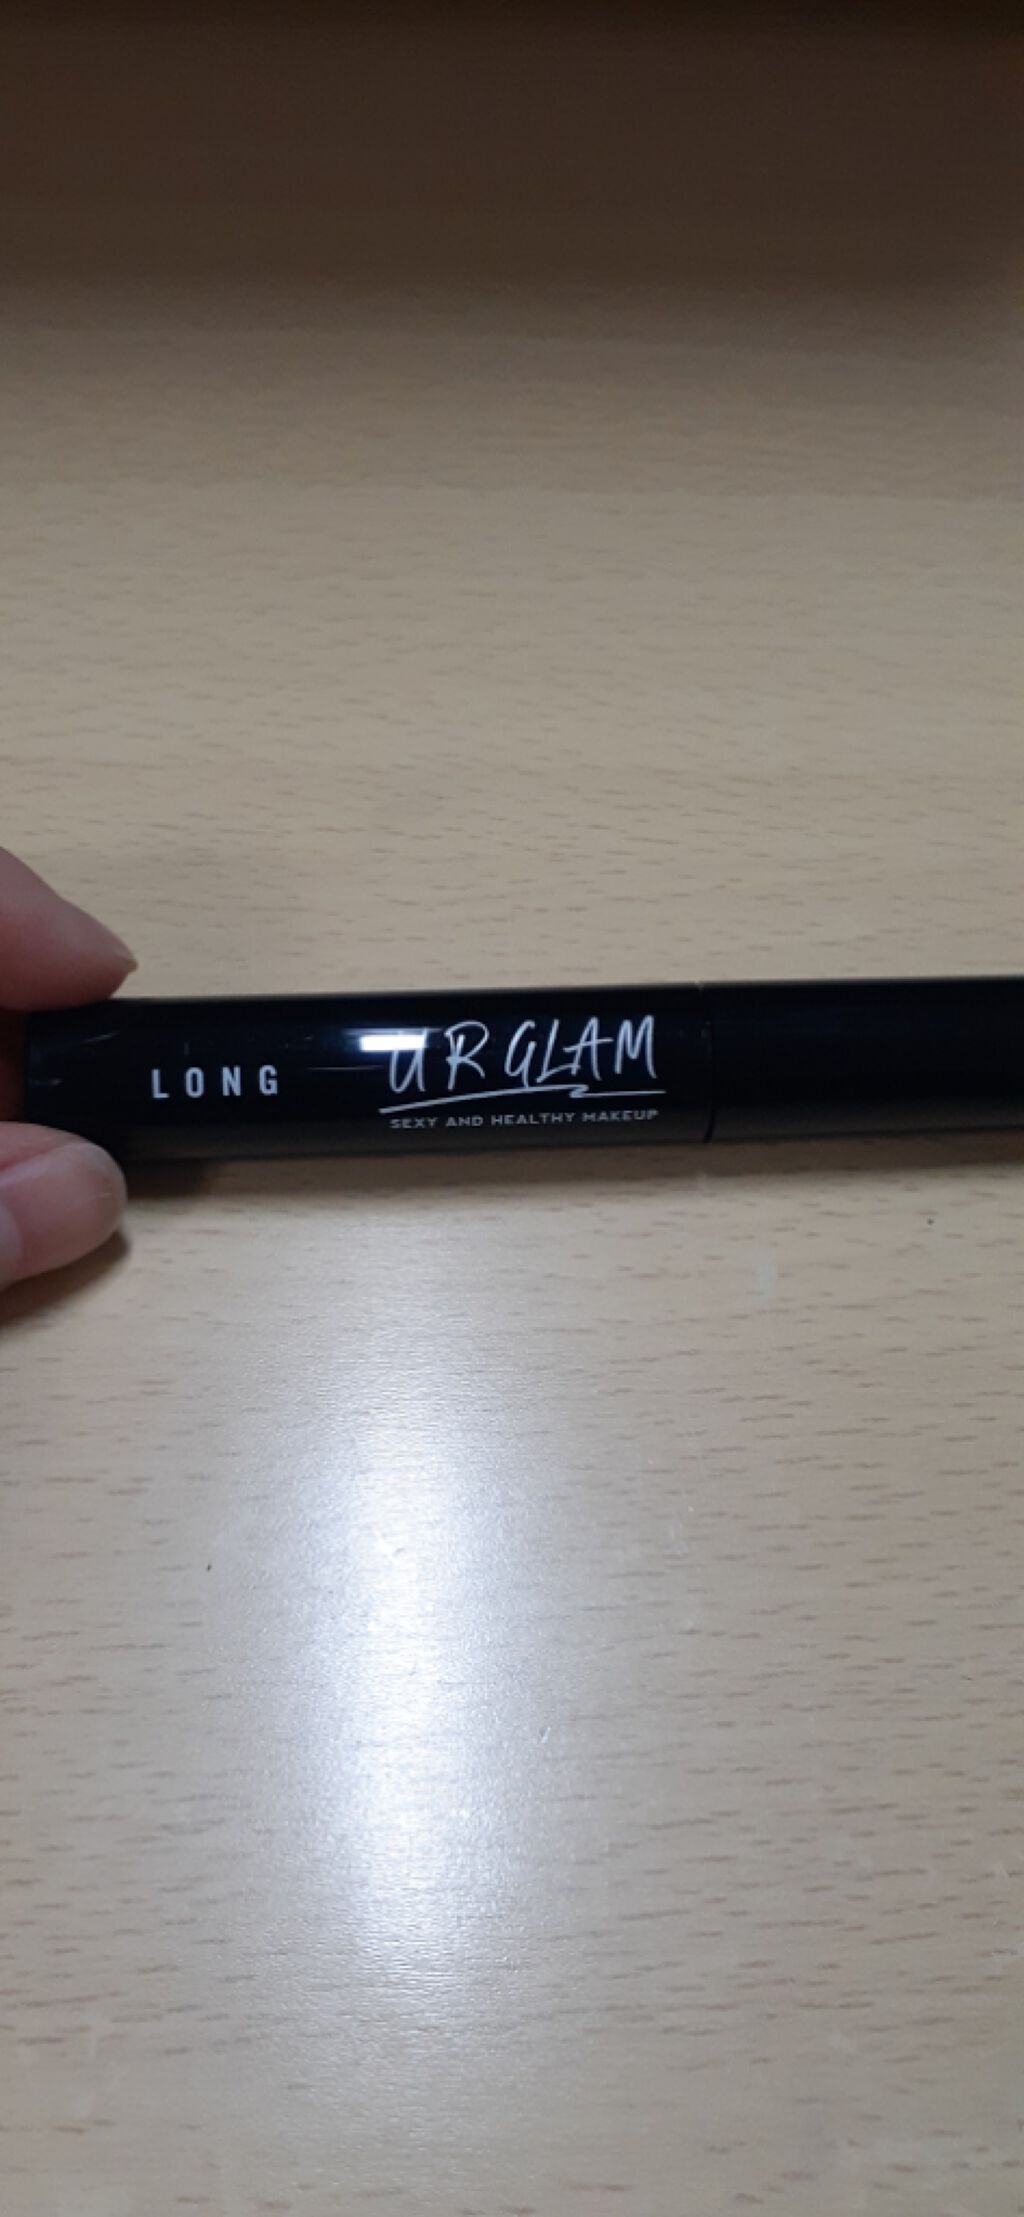 LONG
UR GLAM
SEXY AND HEALTHY MAKEUP